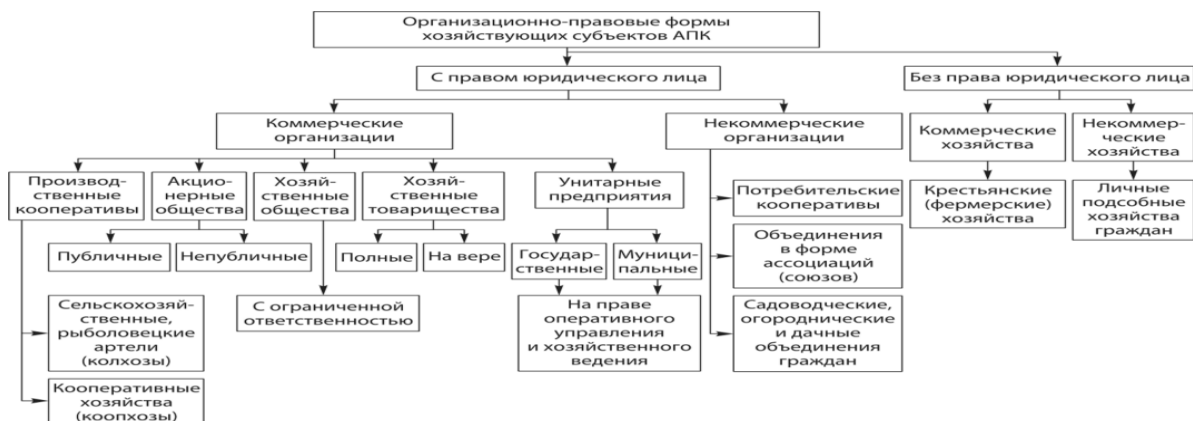 Организационно-правовые формы
хозяйствующих субъектов АПК
С правом юридического лица
Без права юридического лица
Коммерческие
организации
Некоммерческие
организации
Коммерческие
хозяйства
Некоммер-
ческие
хозяйства
Производ-
ственные
кооперативы
Акцио-
нерные
общества
Хозяй-
ственные
общества
Хозяй-
ственные
товарищества
Унитарные
предприятия
Потребительские
кооперативы
Крестьянские
(фермерские)
хозяйства
Личные
подсобные
хозяйства
граждан
Публичные
Непубличные
Полные
На вере
Государ-
ственные
Муници-
пальные
Объединения
в форме
ассоциаций
(союзов)
Сельскохозяй-
ственные,
рыболовецкие
артели
(колхозы)
С ограниченной
ответственностью
На праве
оперативного
управления
и хозяйственного
ведения
Садоводческие,
огороднические
и дачные
объединения
граждан
Кооперативные
хозяйства
(коопхозы)